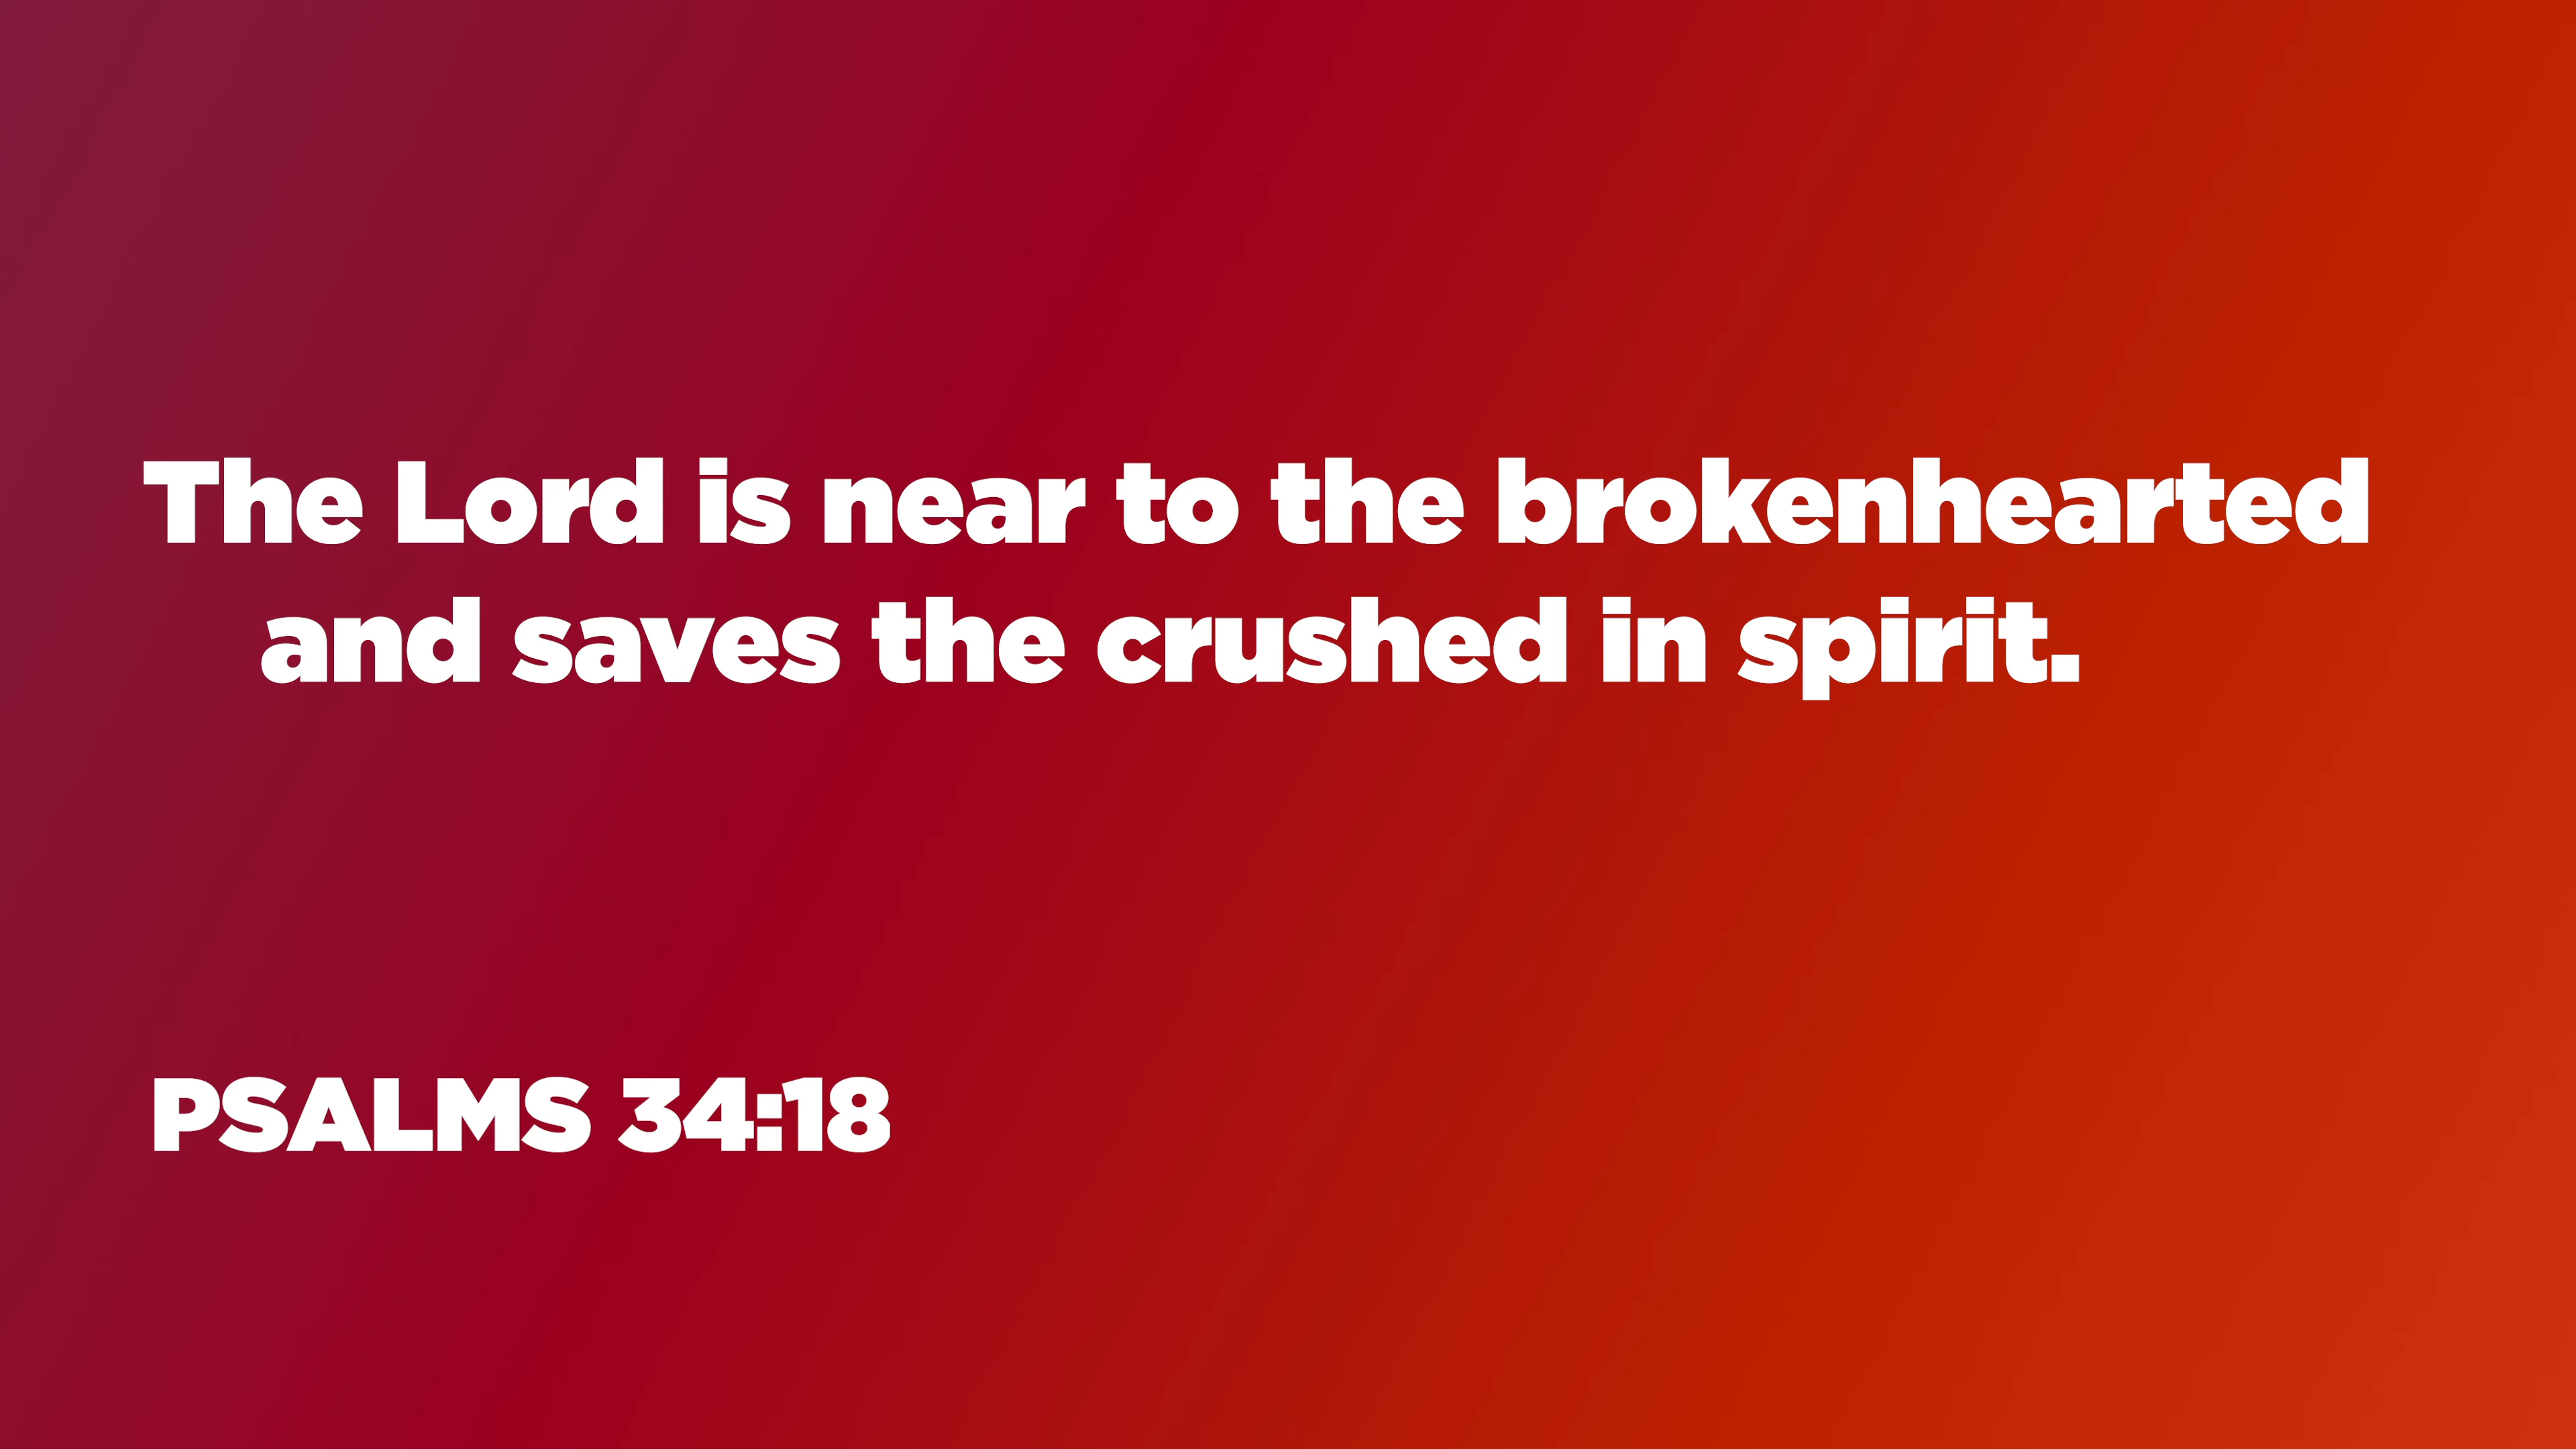 The Lord is near to the brokenhearted
and saves the crushed in spirit.
PSALMS 34:18